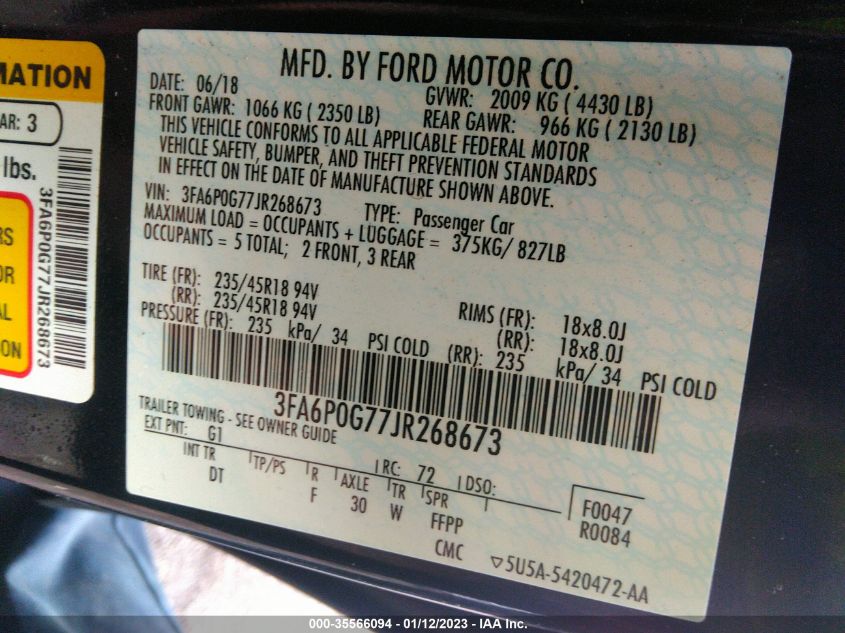 MATION
AR: 3
lbs.
RS
OR
AL
ION
3FA6P0G77JR268673
MFD. BY FORD MOTOR CO.
DATE: 06/18 GVWR: 2009 KG ( 4430 LB)
FRONT GAWR: 1066 KG ( 2350 LB) REAR GAWR: 966 KG ( 2130 LB)
THIS VEHICLE CONFORMS TO ALL APPLICABLE FEDERAL MOTOR
VEHICLE SAFETY, BUMPER, AND THEFT PREVENTION STANDARDS
IN EFFECT ON THE DATE OF MANUFACTURE SHOWN ABOVE.
VIN: 3FA6P0G77JR268673 TYPE: Passenger Car
MAXIMUM LOAD = OCCUPANTS + LUGGAGE = 375KG/ 827LB
OCCUPANTS = 5 TOTAL; 2 FRONT, 3 REAR
TIRE (FR): 235/45R18 94V RIMS (FR): 18x8.0J
(RR): 235/45R18 94V (RR): 18x8.0J
PRESSURE (FR): 235 kPa/ 34 PSI COLD (RR): 235 kPa/ 34 PSI COLD
3FA6P0G77JR268673
TRAILER TOWING - SEE OWNER GUIDE
EXT PNT: G1 RC: 72 DSO: F0047
INT TR TP/PS R AXLE TR SPR R0084
DT F 30 W FFPP
CMC ▽5U5A-5420472-AA
000-35566094 - 01/12/2023 - IAA Inc.